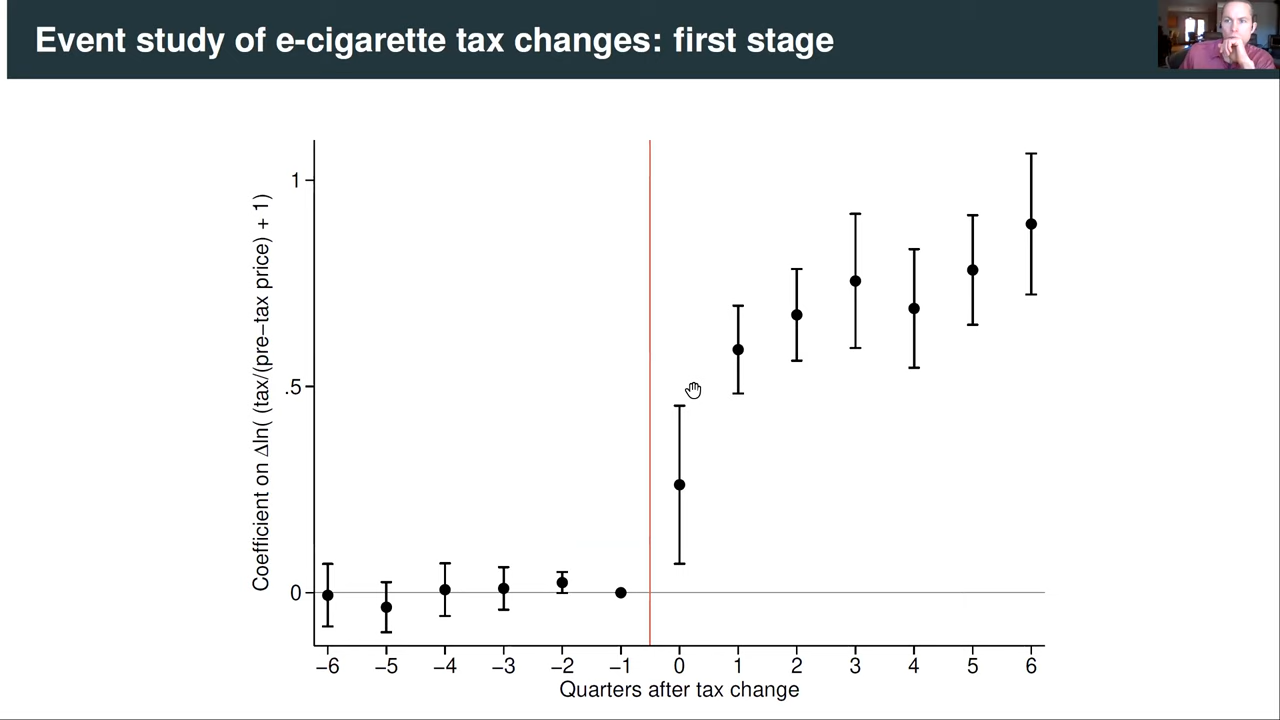 Event study of e-cigarette tax changes: first stage
Coefficient on Δln( (tax/(pre−tax price) + 1)
1
.5
0
−6 −5 −4 −3 −2 −1 0 1 2 3 4 5 6
Quarters after tax change